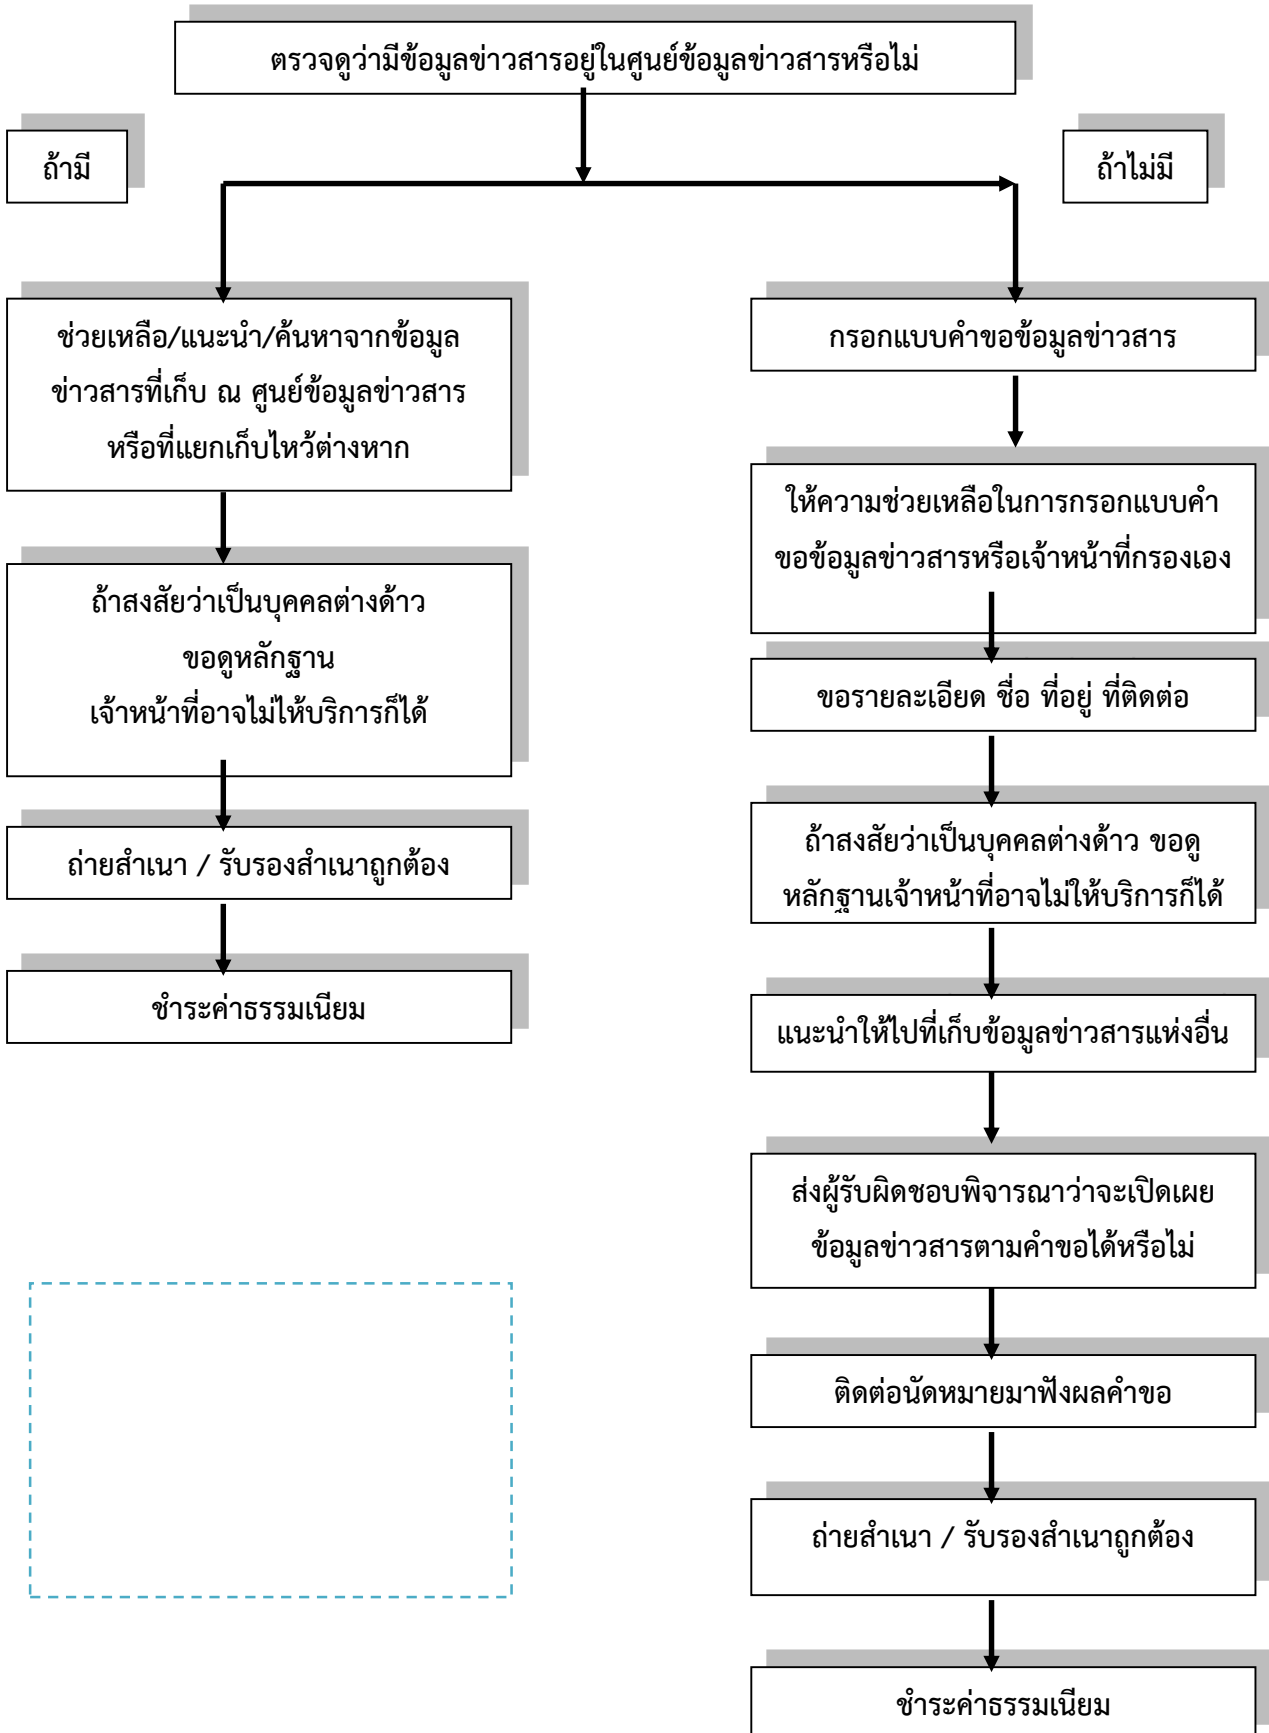 ตรวจดูว่ามีข้อมูลข่าวสารอยู่ในศูนย์ข้อมูลข่าวสารหรือไม่
ถ้ามี
ถ้าไม่มี
ช่วยเหลือ/แนะนำ/ค้นหาจากข้อมูล
ข่าวสารที่เก็บ ณ ศูนย์ข้อมูลข่าวสาร
หรือที่แยกเก็บไหว้ต่างหาก
ถ้าสงสัยว่าเป็นบุคคลต่างด้าว
ขอดูหลักฐาน
เจ้าหน้าที่อาจไม่ให้บริการก็ได้
ถ่ายสำเนา / รับรองสำเนาถูกต้อง
ชำระค่าธรรมเนียม
กรอกแบบคำขอข้อมูลข่าวสาร
ให้ความช่วยเหลือในการกรอกแบบคำ
ขอข้อมูลข่าวสารหรือเจ้าหน้าที่กรองเอง
ขอรายละเอียด ชื่อ ที่อยู่ ที่ติดต่อ
ถ้าสงสัยว่าเป็นบุคคลต่างด้าว ขอดู
หลักฐานเจ้าหน้าที่อาจไม่ให้บริการก็ได้
แนะนำให้ไปที่เก็บข้อมูลข่าวสารแห่งอื่น
ส่งผู้รับผิดชอบพิจารณาว่าจะเปิดเผย
ข้อมูลข่าวสารตามคำขอได้หรือไม่
ติดต่อนัดหมายมาฟังผลคำขอ
ถ่ายสำเนา / รับรองสำเนาถูกต้อง
ชำระค่าธรรมเนียม